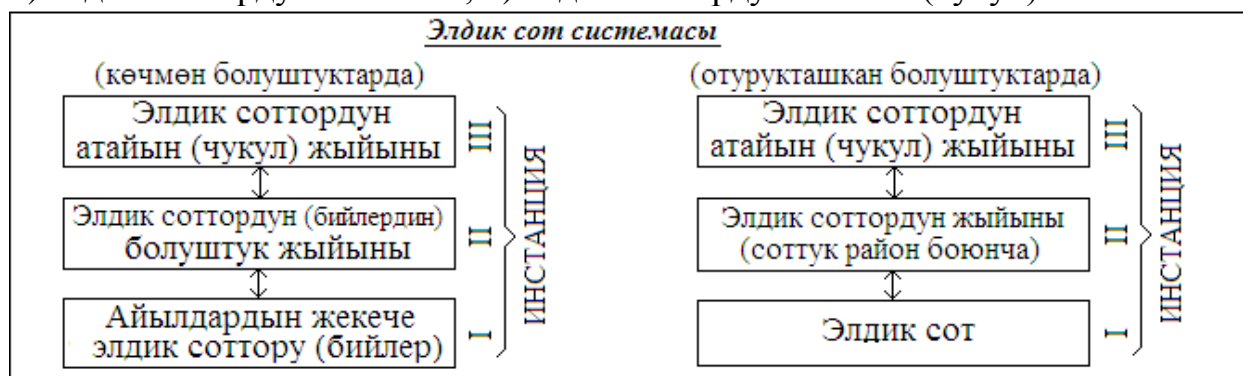 Элдик сот системасы
(көчмөн болуштуктарда)
Элдик соттордун
атайын (чукул) жыйыны
III
Элдик соттордун (бийлердин)
болуштук жыйыны
II
Айылдардын жекече
элдик соттору (бийлер)
I
ИНСТАНЦИЯ
(отурукташкан болуштуктарда)
Элдик соттордун
атайын (чукул) жыйыны
III
Элдик соттордун жыйыны
(соттук район боюнча)
II
Элдик сот
I
ИНСТАНЦИЯ